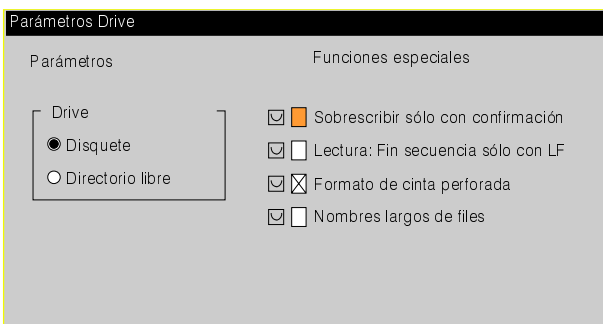 Parámetros Drive
Parámetros
Funciones especiales
Drive
Disquete
Directorio libre
Sobrescribir sólo con confirmación
Lectura: Fin secuencia sólo con LF
Formato de cinta perforada
Nombres largos de files